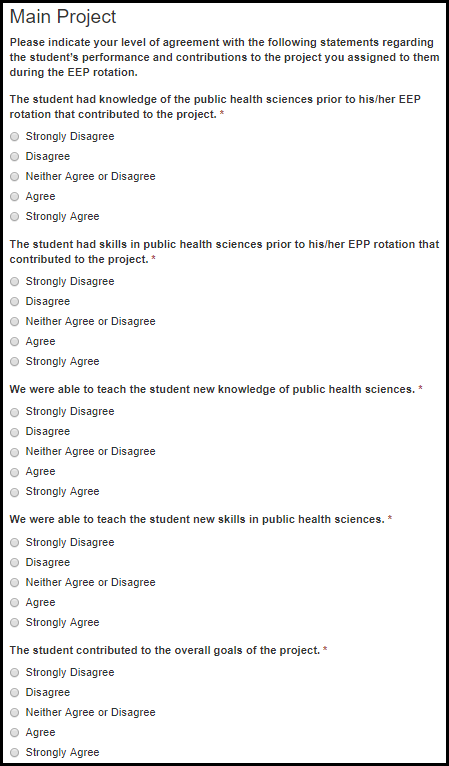 Main Project
Please indicate your level of agreement with the following statements regarding
the student's performance and contributions to the project you assigned to them
during the EEP rotation.
The student had knowledge of the public health sciences prior to his/her EEP
rotation that contributed to the project. *
Strongly Disagree
Disagree
Neither Agree or Disagree
Agree
Strongly Agree
The student had skills in public health sciences prior to his/her EPP rotation that
contributed to the project. *
Strongly Disagree
Disagree
Neither Agree or Disagree
Agree
Strongly Agree
We were able to teach the student new knowledge of public health sciences. *
Strongly Disagree
Disagree
Neither Agree or Disagree
Agree
Strongly Agree
We were able to teach the student new skills in public health sciences. *
Strongly Disagree
Disagree
Neither Agree or Disagree
Agree
Strongly Agree
The student contributed to the overall goals of the project. *
Strongly Disagree
Disagree
Neither Agree or Disagree
Agree
Strongly Agree